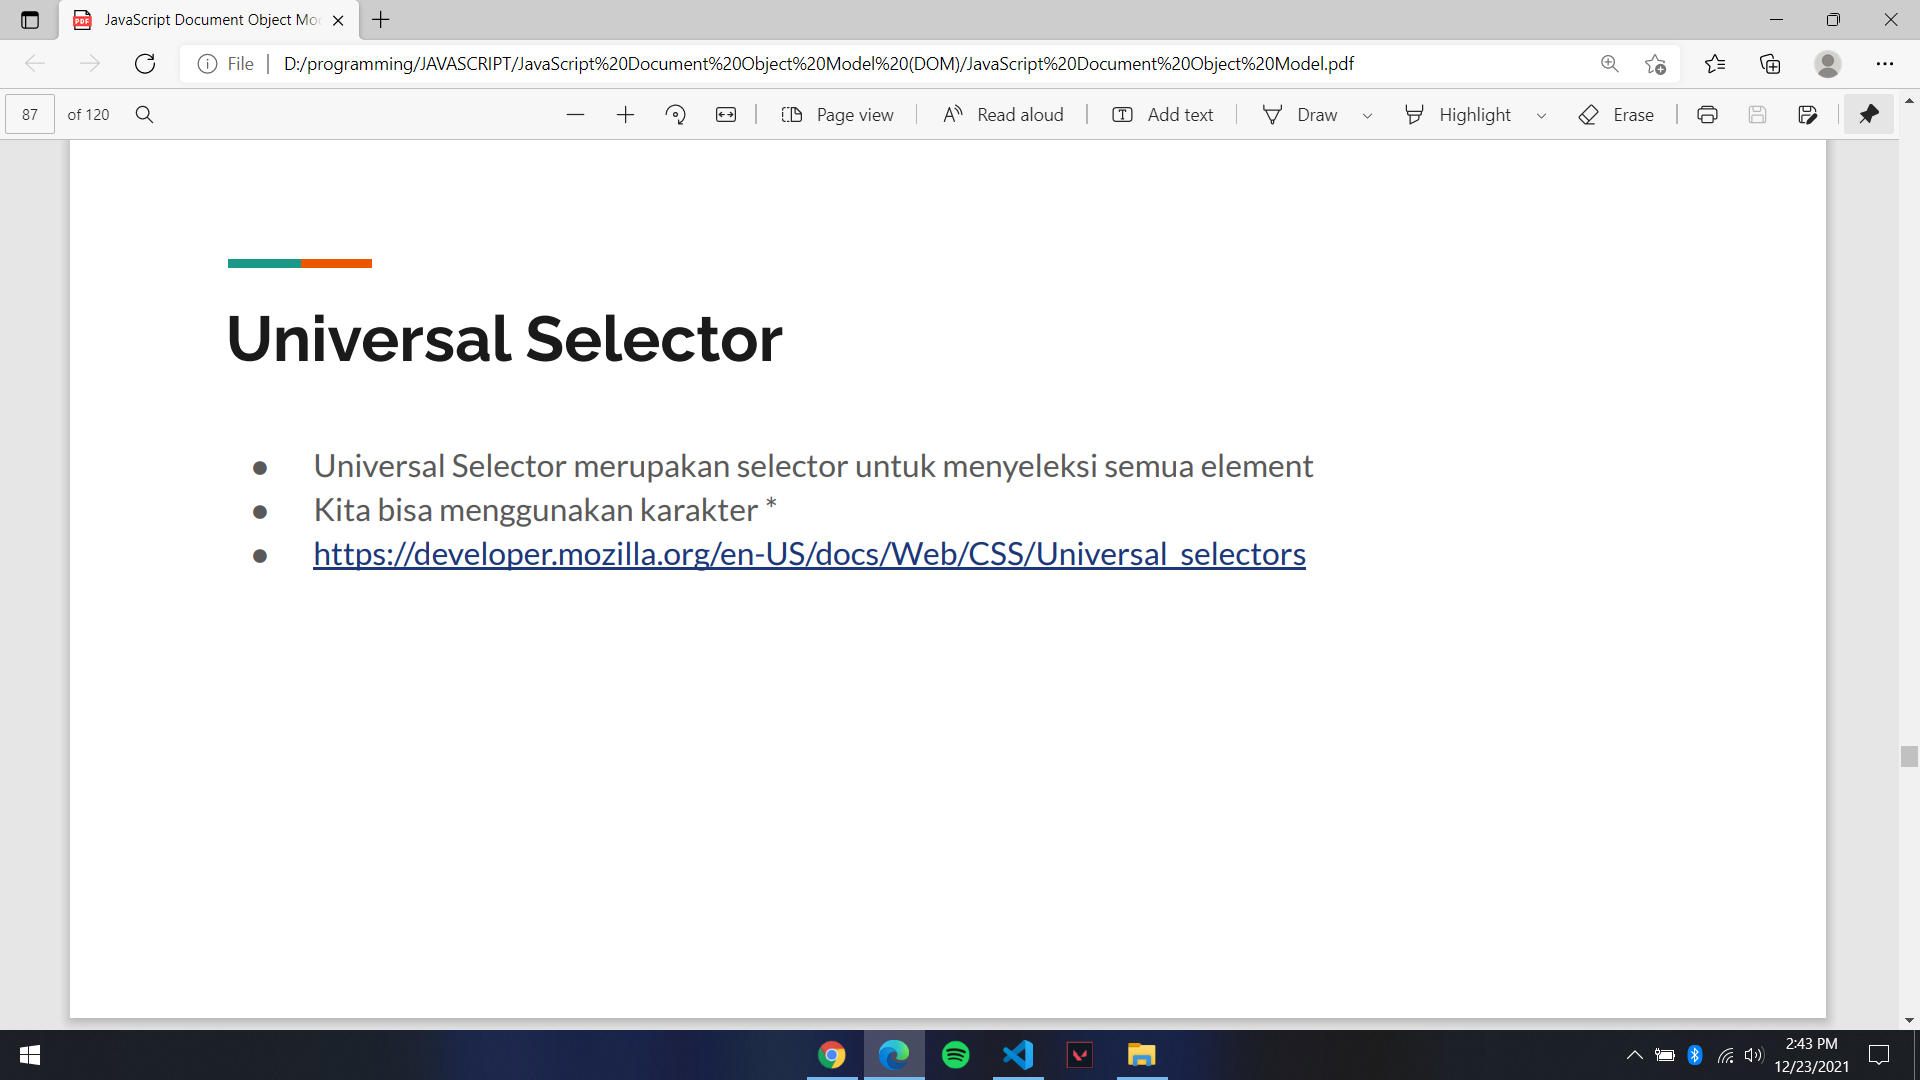 JavaScript Document Object Mo
File
D:/programming/JAVASCRIPT/JavaScript%20Document%20Object%20Model%20(DOM)/JavaScript%20Document%20Object%20Model.pdf
87 of 120
Page view
Read aloud
Add text
Draw
Highlight
Erase
Universal Selector
● Universal Selector merupakan selector untuk menyeleksi semua element
● Kita bisa menggunakan karakter *
● https://developer.mozilla.org/en-US/docs/Web/CSS/Universal_selectors
2:43 PM
12/23/2021